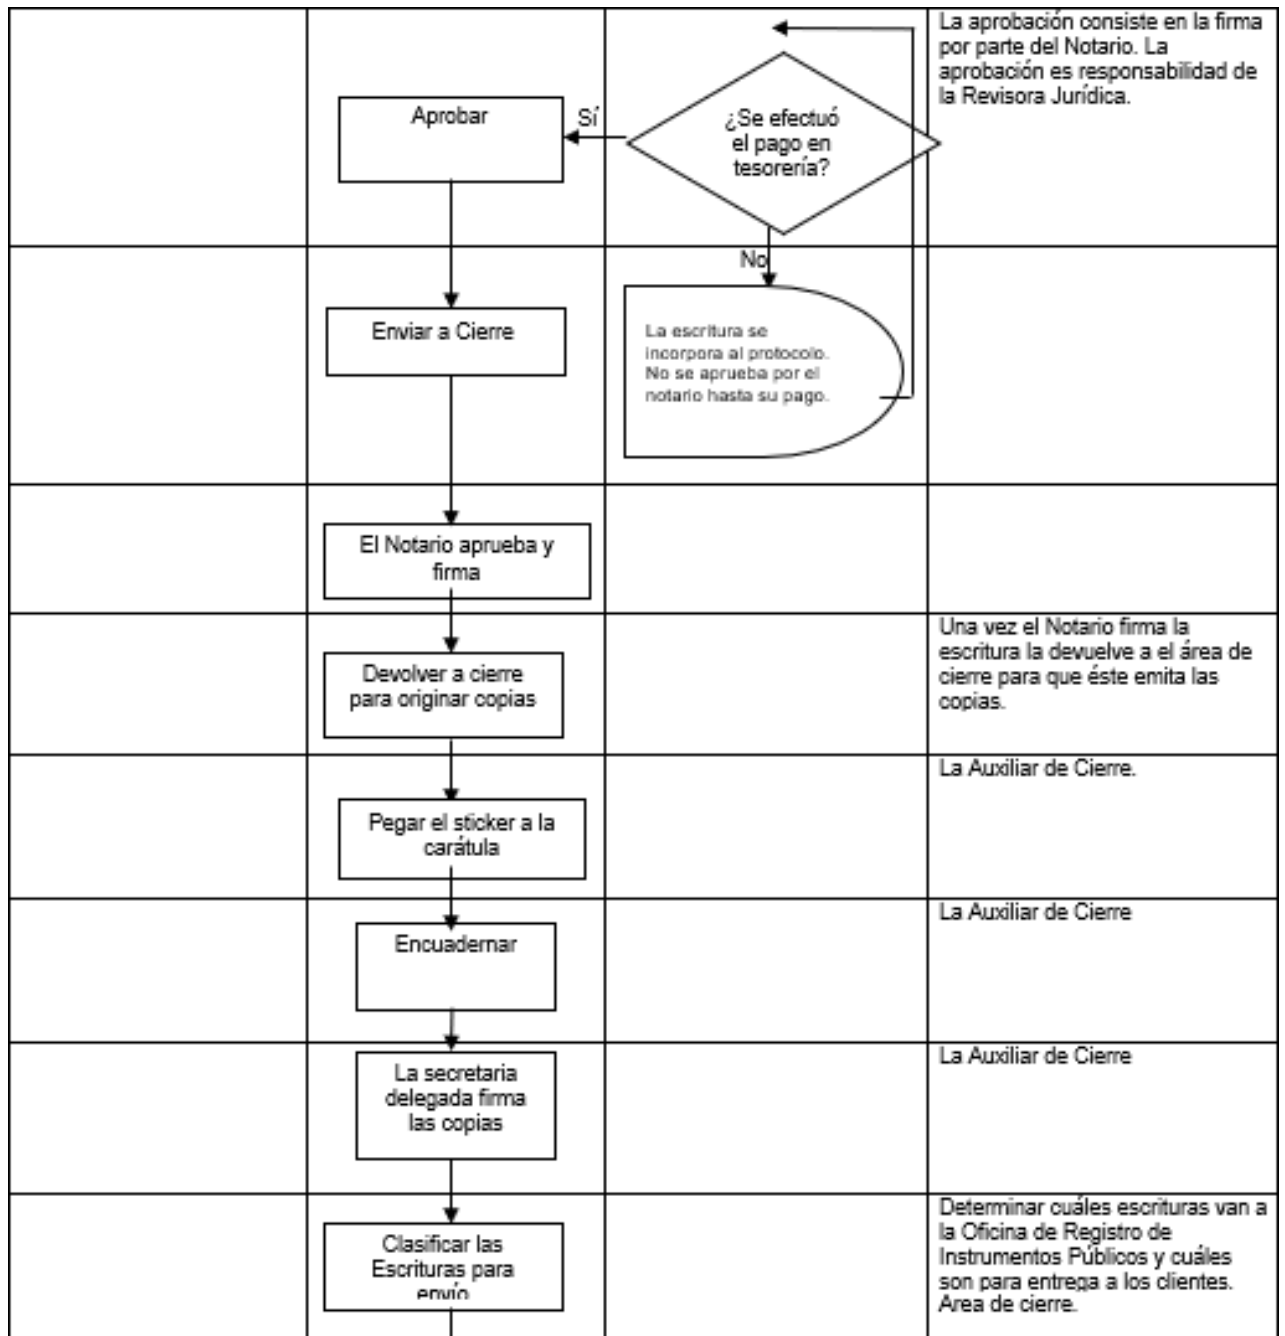 La aprobación consiste en la firma
por parte del Notario. La
aprobación es responsabilidad de
la Revisora Jurídica.
Aprobar
Sí
¿Se efectuó
el pago en
tesorería?
No
Enviar a Cierre
La escritura se
incorpora al protocolo.
No se aprueba por el
notario hasta su pago.
El Notario aprueba y
firma
Devolver a cierre
para originar copias
Una vez el Notario firma la
escritura la devuelve a el área de
cierre para que éste emita las
copias.
La Auxiliar de Cierre.
Pegar el sticker a la
carátula
La Auxiliar de Cierre
Encuadernar
La Auxiliar de Cierre
La secretaria
delegada firma
las copias
Determinar cuáles escrituras van a
la Oficina de Registro de
Instrumentos Públicos y cuáles
son para entrega a los clientes.
Area de cierre.
Clasificar las
Escrituras para
envío